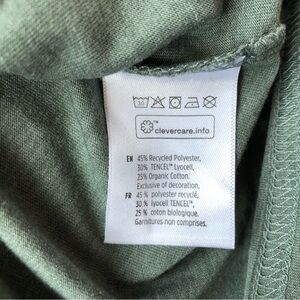 clevercare.info
EN 45% Recycled Polyester,
30% TENCEL™ Lyocell,
25% Organic Cotton.
Exclusive of decoration.
FR 45 % polyester recyclé,
30 % lyocell TENCEL™,
25 % coton biologique.
Garnitures non comprises.